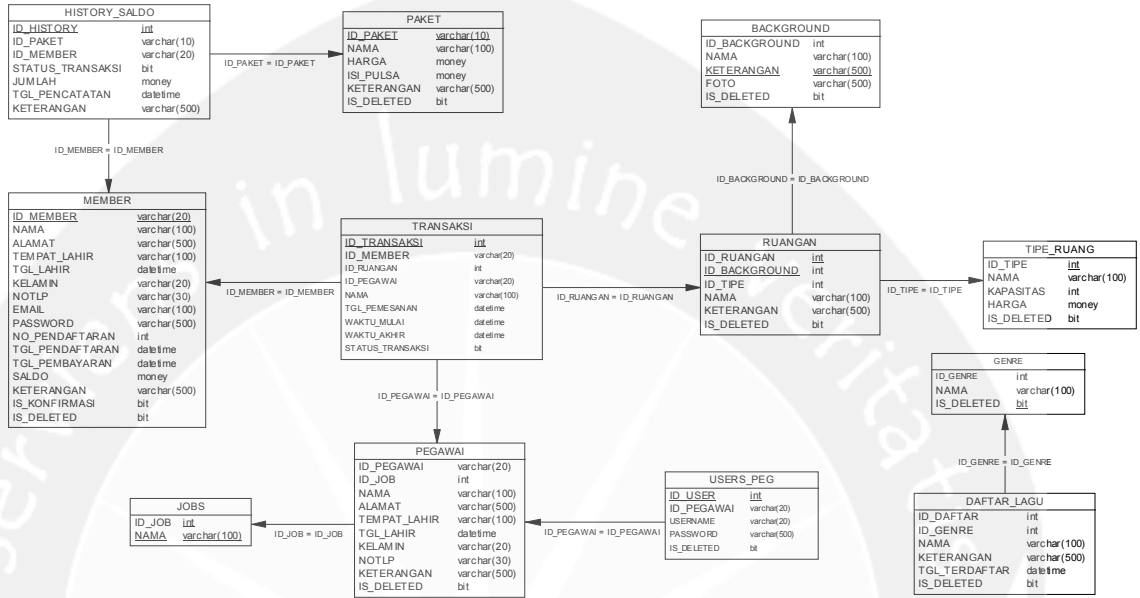 HISTORY_SALDO
ID_HISTORY int
ID_PAKET varchar(10)
ID_MEMBER varchar(20)
STATUS_TRANSAKSI bit
JUMLAH money
TGL_PENCATATAN datetime
KETERANGAN varchar(500)
ID_PAKET = ID_PAKET
PAKET
ID_PAKET varchar(10)
NAMA varchar(100)
HARGA money
ISI_PULSA money
KETERANGAN varchar(500)
IS_DELETED bit
BACKGROUND
ID_BACKGROUND int
NAMA varchar(100)
KETERANGAN varchar(500)
FOTO varchar(500)
IS_DELETED bit
ID_MEMBER = ID_MEMBER
ID_BACKGROUND = ID_BACKGROUND
MEMBER
ID_MEMBER varchar(20)
NAMA varchar(100)
ALAMAT varchar(500)
TEMPAT_LAHIR varchar(100)
TGL_LAHIR datetime
KELAMIN varchar(20)
NOTLP varchar(30)
EMAIL varchar(100)
PASSWORD varchar(500)
NO_PENDAFTARAN int
TGL_PENDAFTARAN datetime
TGL_PEMBAYARAN datetime
SALDO money
KETERANGAN varchar(500)
IS_KONFIRMASI bit
IS_DELETED bit
ID_MEMBER = ID_MEMBER
TRANSAKSI
ID_TRANSAKSI int
ID_MEMBER varchar(20)
ID_RUANGAN int
ID_PEGAWAI varchar(20)
NAMA varchar(100)
TGL_PEMESANAN datetime
WAKTU_MULAI datetime
WAKTU_AKHIR datetime
STATUS_TRANSAKSI bit
ID_RUANGAN = ID_RUANGAN
RUANGAN
ID_RUANGAN int
ID_BACKGROUND int
ID_TIPE int
NAMA varchar(100)
KETERANGAN varchar(500)
IS_DELETED bit
ID_TIPE = ID_TIPE
TIPE_RUANG
ID_TIPE int
NAMA varchar(100)
KAPASITAS int
HARGA money
IS_DELETED bit
GENRE
ID_GENRE int
NAMA varchar(100)
IS_DELETED bit
ID_PEGAWAI = ID_PEGAWAI
ID_GENRE = ID_GENRE
JOBS
ID_JOB int
NAMA varchar(100)
ID_JOB = ID_JOB
PEGAWAI
ID_PEGAWAI varchar(20)
ID_JOB int
NAMA varchar(100)
ALAMAT varchar(500)
TEMPAT_LAHIR varchar(100)
TGL_LAHIR datetime
KELAMIN varchar(20)
NOTLP varchar(30)
KETERANGAN varchar(500)
IS_DELETED bit
ID_PEGAWAI = ID_PEGAWAI
USERS_PEG
ID_USER int
ID_PEGAWAI varchar(20)
USERNAME varchar(20)
PASSWORD varchar(500)
IS_DELETED bit
DAFTAR_LAGU
ID_DAFTAR int
ID_GENRE int
NAMA varchar(100)
KETERANGAN varchar(500)
TGL_TERDAFTAR datetime
IS_DELETED bit
in lumine veritatis